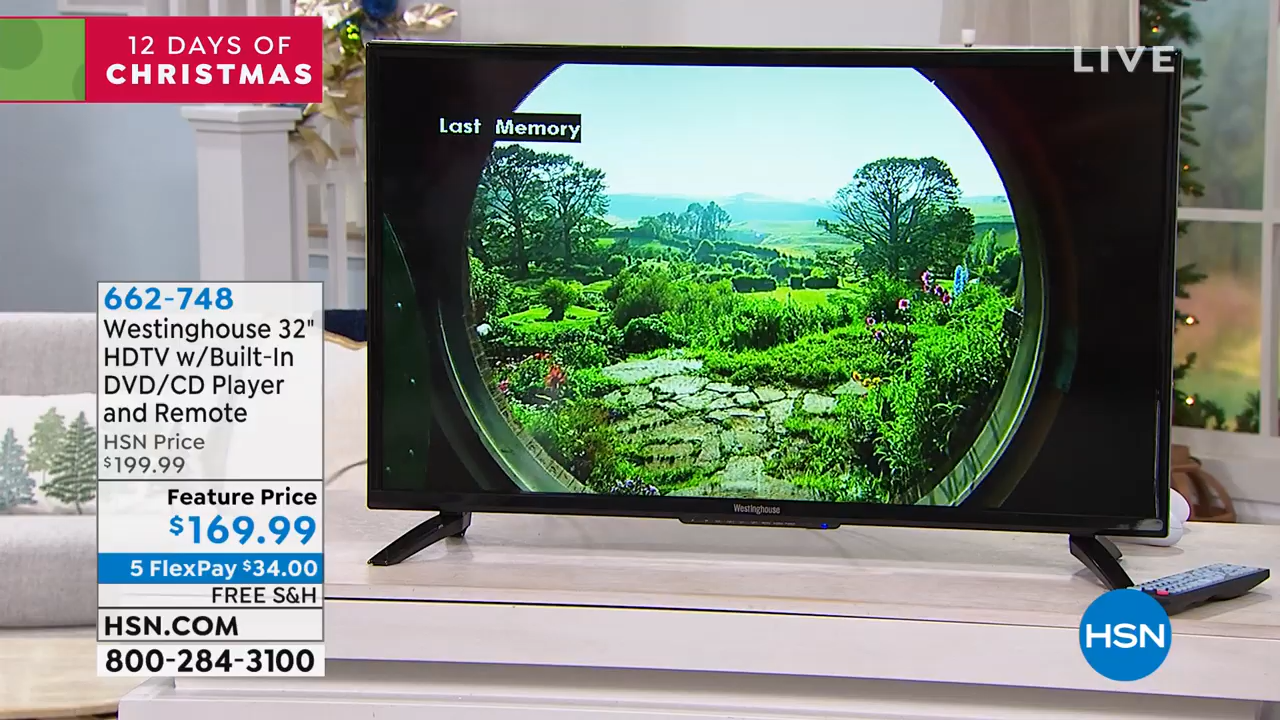 12 DAYS OF
CHRISTMAS
LIVE
Last Memory
662-748
Westinghouse 32"
HDTV w/Built-In
DVD/CD Player
and Remote
HSN Price
$199.99
Feature Price
$169.99
5 FlexPay $34.00
FREE S&H
HSN.COM
800-284-3100
Westinghouse
HSN